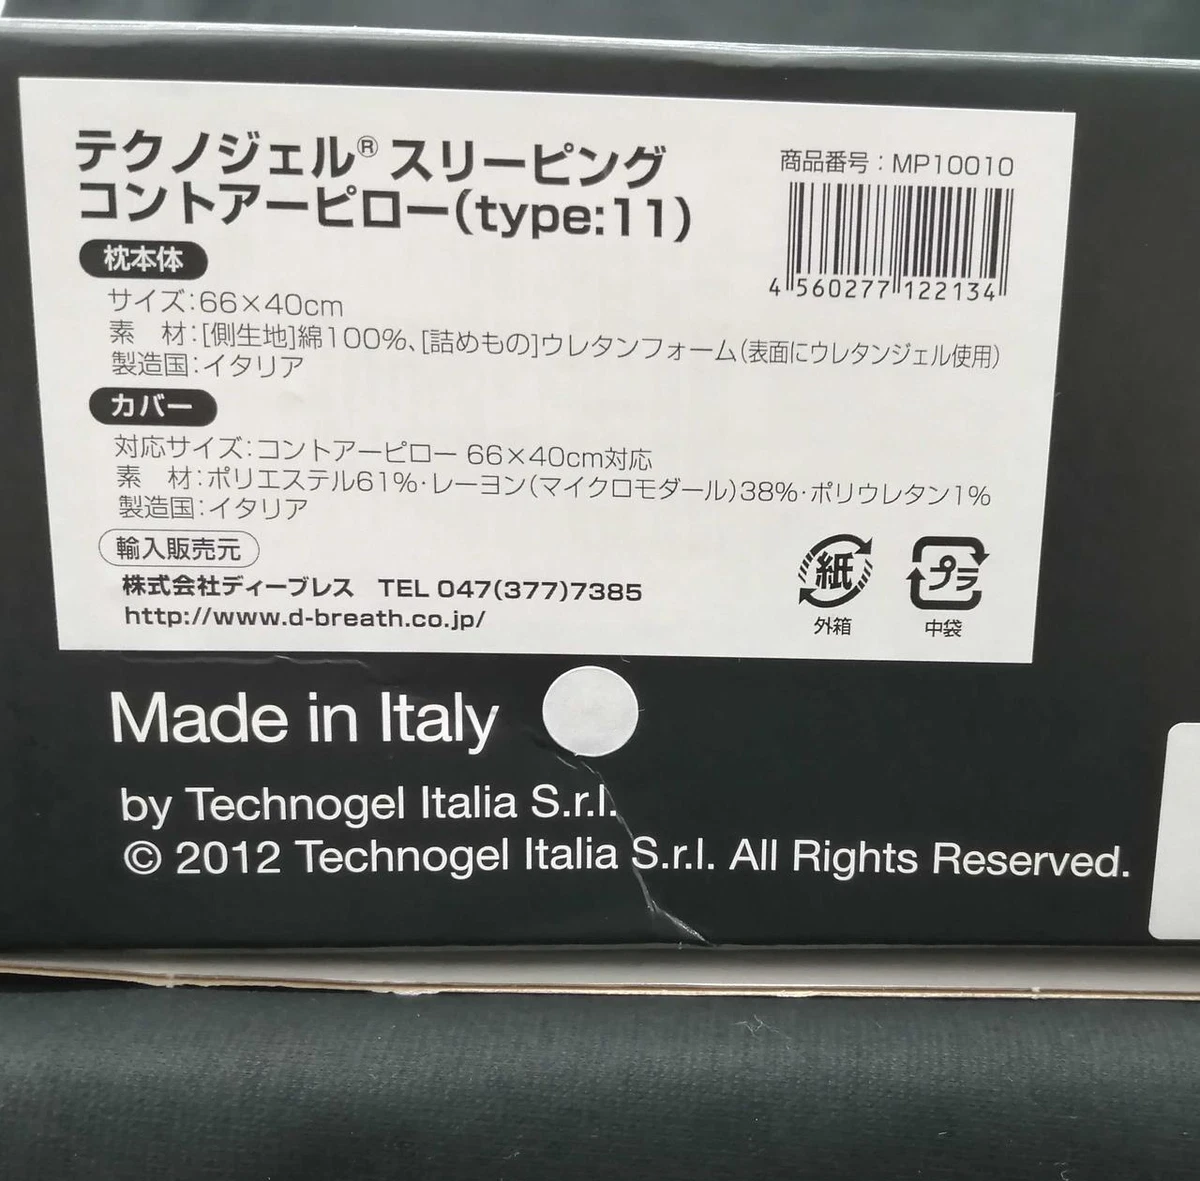 テクノジェル® スリーピング
コントアーピロー(type:11)
商品番号:MP10010
4 560277 122134
枕本体
サイズ:66×40cm
素 材:[側生地]綿100%、[詰めもの]ウレタンフォーム(表面にウレタンジェル使用)
製造国:イタリア
カバー
対応サイズ:コントアーピロー 66×40cm対応
素 材:ポリエステル61%・レーヨン(マイクロモダール)38%・ポリウレタン1%
製造国:イタリア
輸入販売元
株式会社ディーブレス TEL 047(377)7385
http://www.d-breath.co.jp/
紙
外箱
プラ
中袋
Made in Italy
by Technogel Italia S.r.l.
© 2012 Technogel Italia S.r.l. All Rights Reserved.